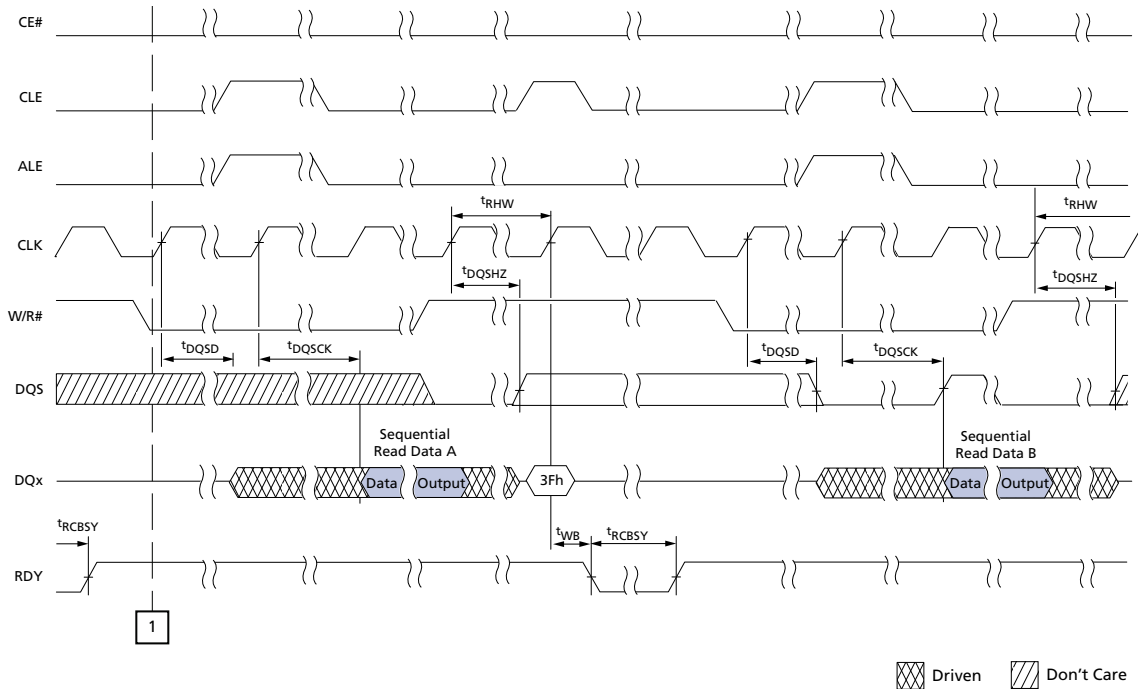 CE#
CLE
ALE
tRHW
tRHW
CLK
tDQSHZ
tDQSHZ
W/R#
tDQSD
tDQSCK
tDQSD
tDQSCK
DQS
Sequential
Read Data A
Sequential
Read Data B
DQx
Data
Output
3Fh
Data
Output
tRCBSY
tWB
tRCBSY
RDY
1
Driven
Don't Care